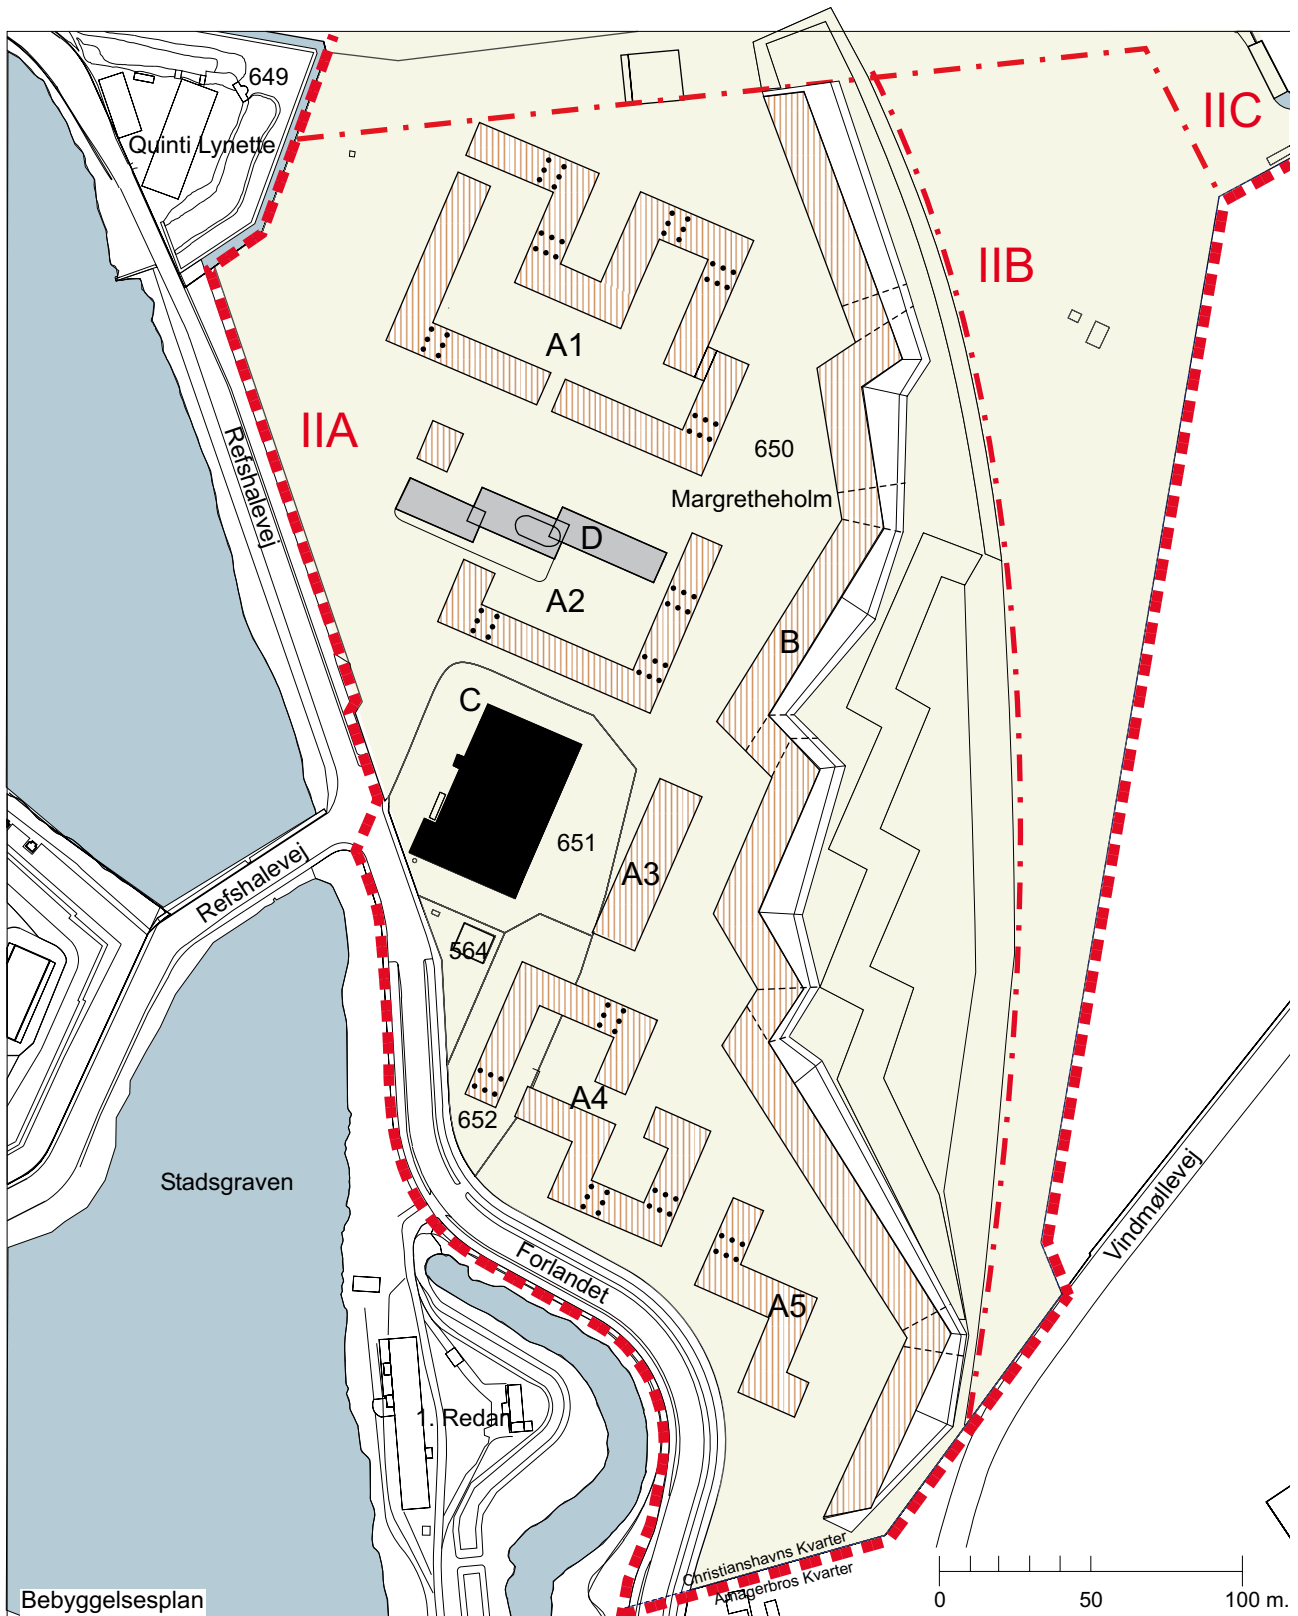 649
Quinti Lynette
IIC
IIB
A1
IIA
650
Margretheholm
Refshalevej
D
A2
B
C
651
A3
Refshalevej
564
A4
652
Stadsgraven
Vindmøllevej
Forlandet
A5
1. Redan
Christianshavns Kvarter
Amagerbros Kvarter
Bebyggelsesplan
0 50 100 m.